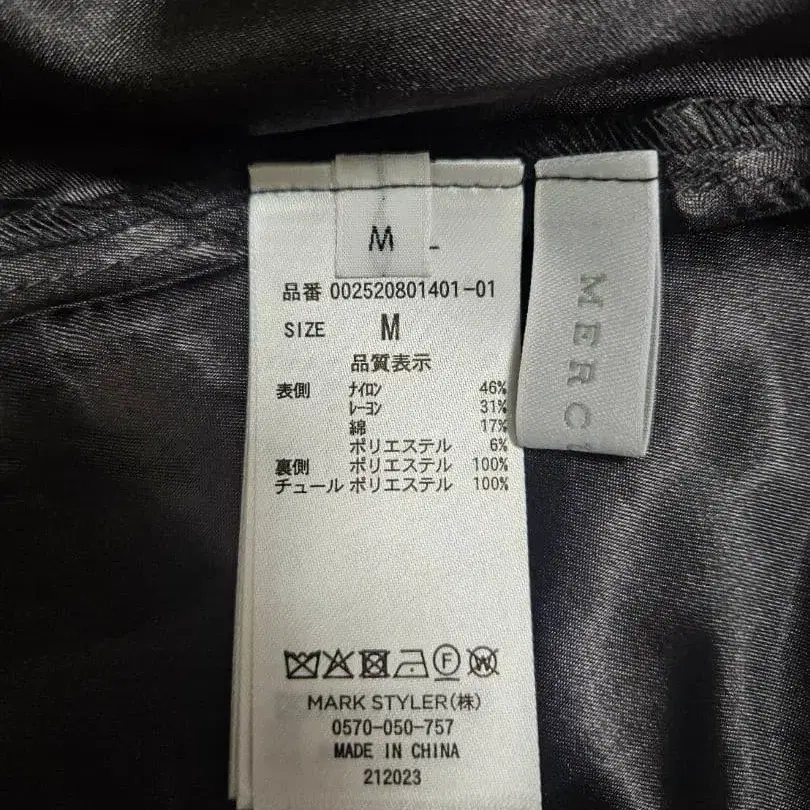 M
品番 002520801401-01
SIZE M
品質表示
表側 ﾅｲﾛﾝ 46%
ﾚｰﾖﾝ 31%
綿 17%
ポリエステル 6%
裏側 ポリエステル 100%
チュール ポリエステル 100%
F
W
MARK STYLER(株)
0570-050-757
MADE IN CHINA
212023
MERC